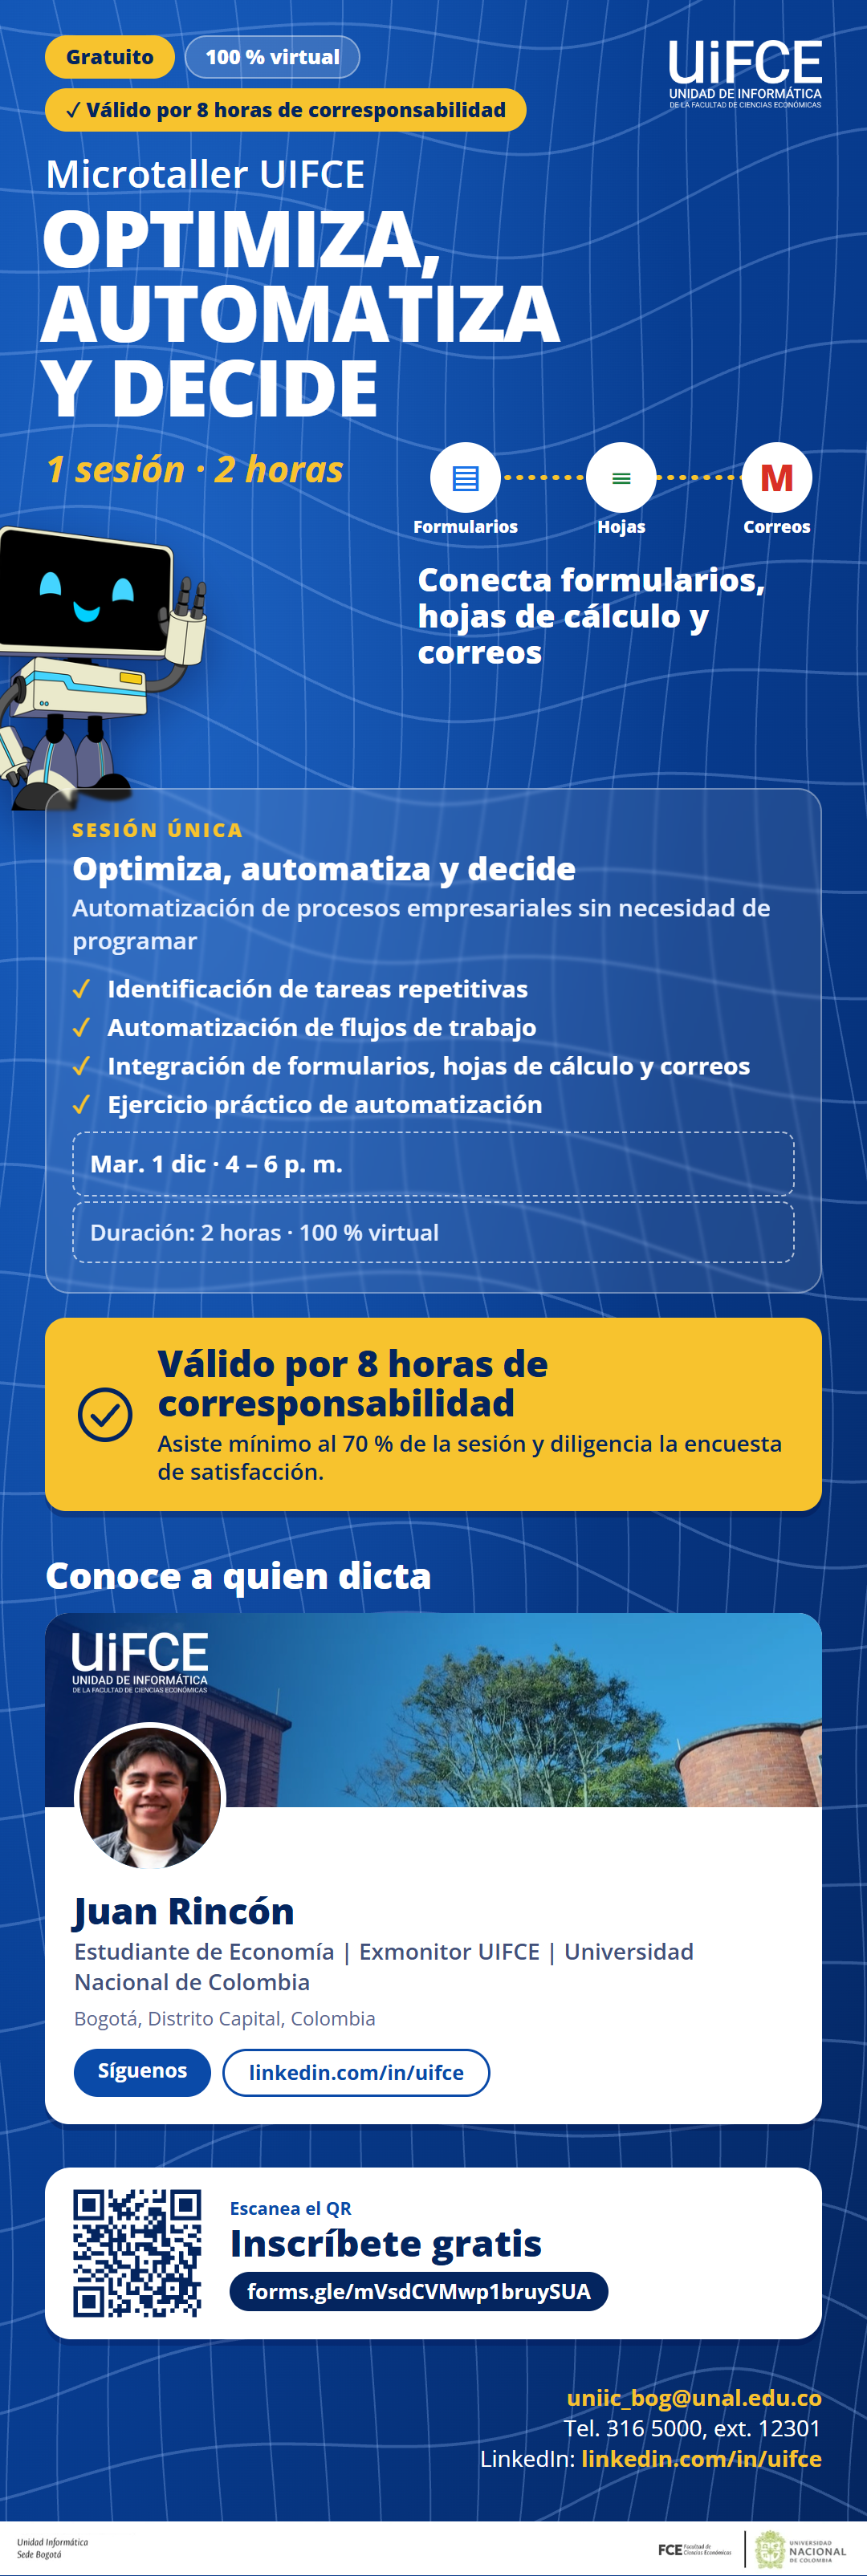 Gratuito
100 % virtual
✓ Válido por 8 horas de corresponsabilidad
UiFCE
UNIDAD DE INFORMÁTICA
DE LA FACULTAD DE CIENCIAS ECONÓMICAS
Microtaller UIFCE
OPTIMIZA,
AUTOMATIZA
Y DECIDE
1 sesión · 2 horas
M
Formularios
Hojas
Correos
Conecta formularios,
hojas de cálculo y
correos
SESIÓN ÚNICA
Optimiza, automatiza y decide
Automatización de procesos empresariales sin necesidad de
programar
✓ Identificación de tareas repetitivas
✓ Automatización de flujos de trabajo
✓ Integración de formularios, hojas de cálculo y correos
✓ Ejercicio práctico de automatización
Mar. 1 dic · 4 – 6 p. m.
Duración: 2 horas · 100 % virtual
Válido por 8 horas de
corresponsabilidad
Asiste mínimo al 70 % de la sesión y diligencia la encuesta
de satisfacción.
Conoce a quien dicta
UiFCE
UNIDAD DE INFORMÁTICA
DE LA FACULTAD DE CIENCIAS ECONÓMICAS
Juan Rincón
Estudiante de Economía | Exmonitor UIFCE | Universidad
Nacional de Colombia
Bogotá, Distrito Capital, Colombia
Síguenos
linkedin.com/in/uifce
Escanea el QR
Inscríbete gratis
forms.gle/mVsdCVMwp1bruySUA
uniic_bog@unal.edu.co
Tel. 316 5000, ext. 12301
LinkedIn: linkedin.com/in/uifce
Unidad Informática
Sede Bogotá
FCE Facultad de
Ciencias Económicas
UNIVERSIDAD
NACIONAL
DE COLOMBIA